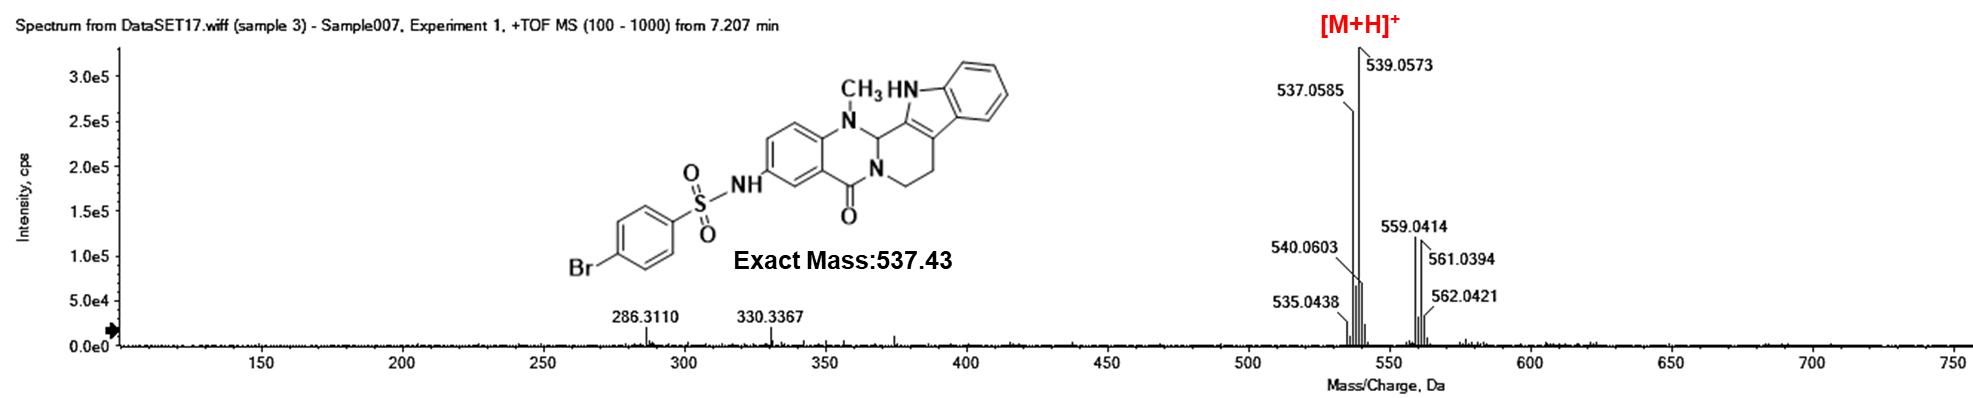 Spectrum from DataSET17.wiff (sample 3) - Sample007, Experiment 1, +TOF MS (100 - 1000) from 7.207 min
[M+H]+
Intensity, cps
3.0e5
2.5e5
2.0e5
1.5e5
1.0e5
5.0e4
0.0e0
CH3
HN
N
N
O
NH
O
S
O
Br
Exact Mass:537.43
286.3110
330.3367
539.0573
537.0585
540.0603
535.0438
559.0414
561.0394
562.0421
150 200 250 300 350 400 450 500 550 600 650 700 750
Mass/Charge, Da